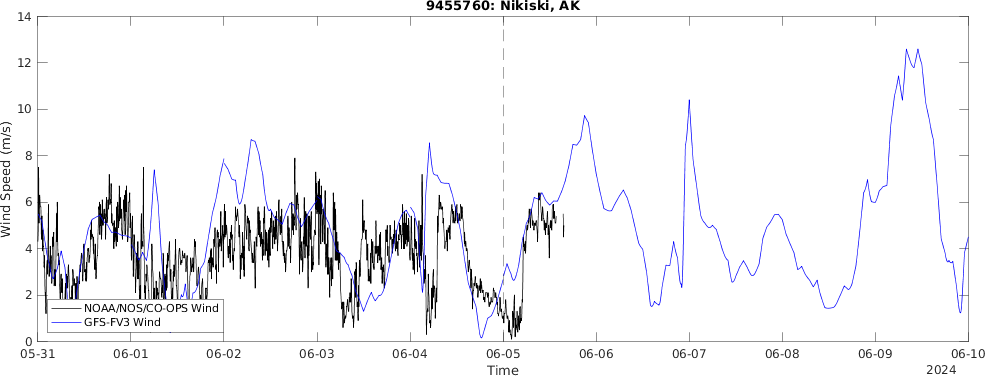 9455760: Nikiski, AK
14
12
10
8
6
4
2
0
Wind Speed (m/s)
NOAA/NOS/CO-OPS Wind
GFS-FV3 Wind
05-31 06-01 06-02 06-03 06-04 06-05 06-06 06-07 06-08 06-09 06-10
Time
2024